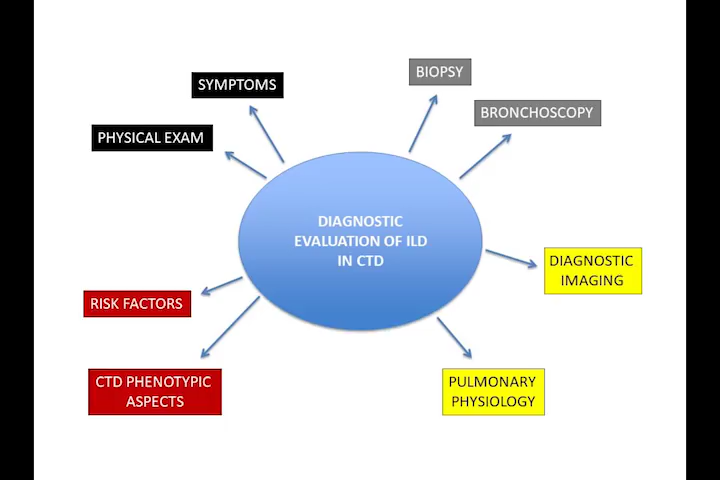 SYMPTOMS
BIOPSY
BRONCHOSCOPY
PHYSICAL EXAM
DIAGNOSTIC
EVALUATION OF ILD
IN CTD
DIAGNOSTIC
IMAGING
RISK FACTORS
CTD PHENOTYPIC
ASPECTS
PULMONARY
PHYSIOLOGY